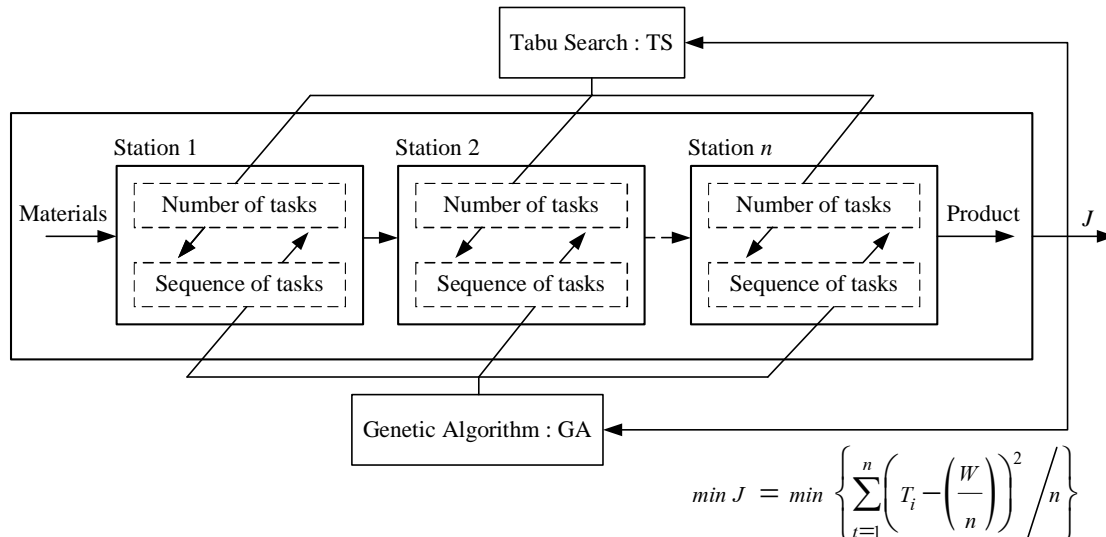 Tabu Search : TS
Station 1
Station 2
Station n
Number of tasks
Number of tasks
Number of tasks
Materials
Product
J
Sequence of tasks
Sequence of tasks
Sequence of tasks
Genetic Algorithm : GA
min J = min { \sum_{t=1}^{n} ( T_i - ( W / n ) )^2 / n }